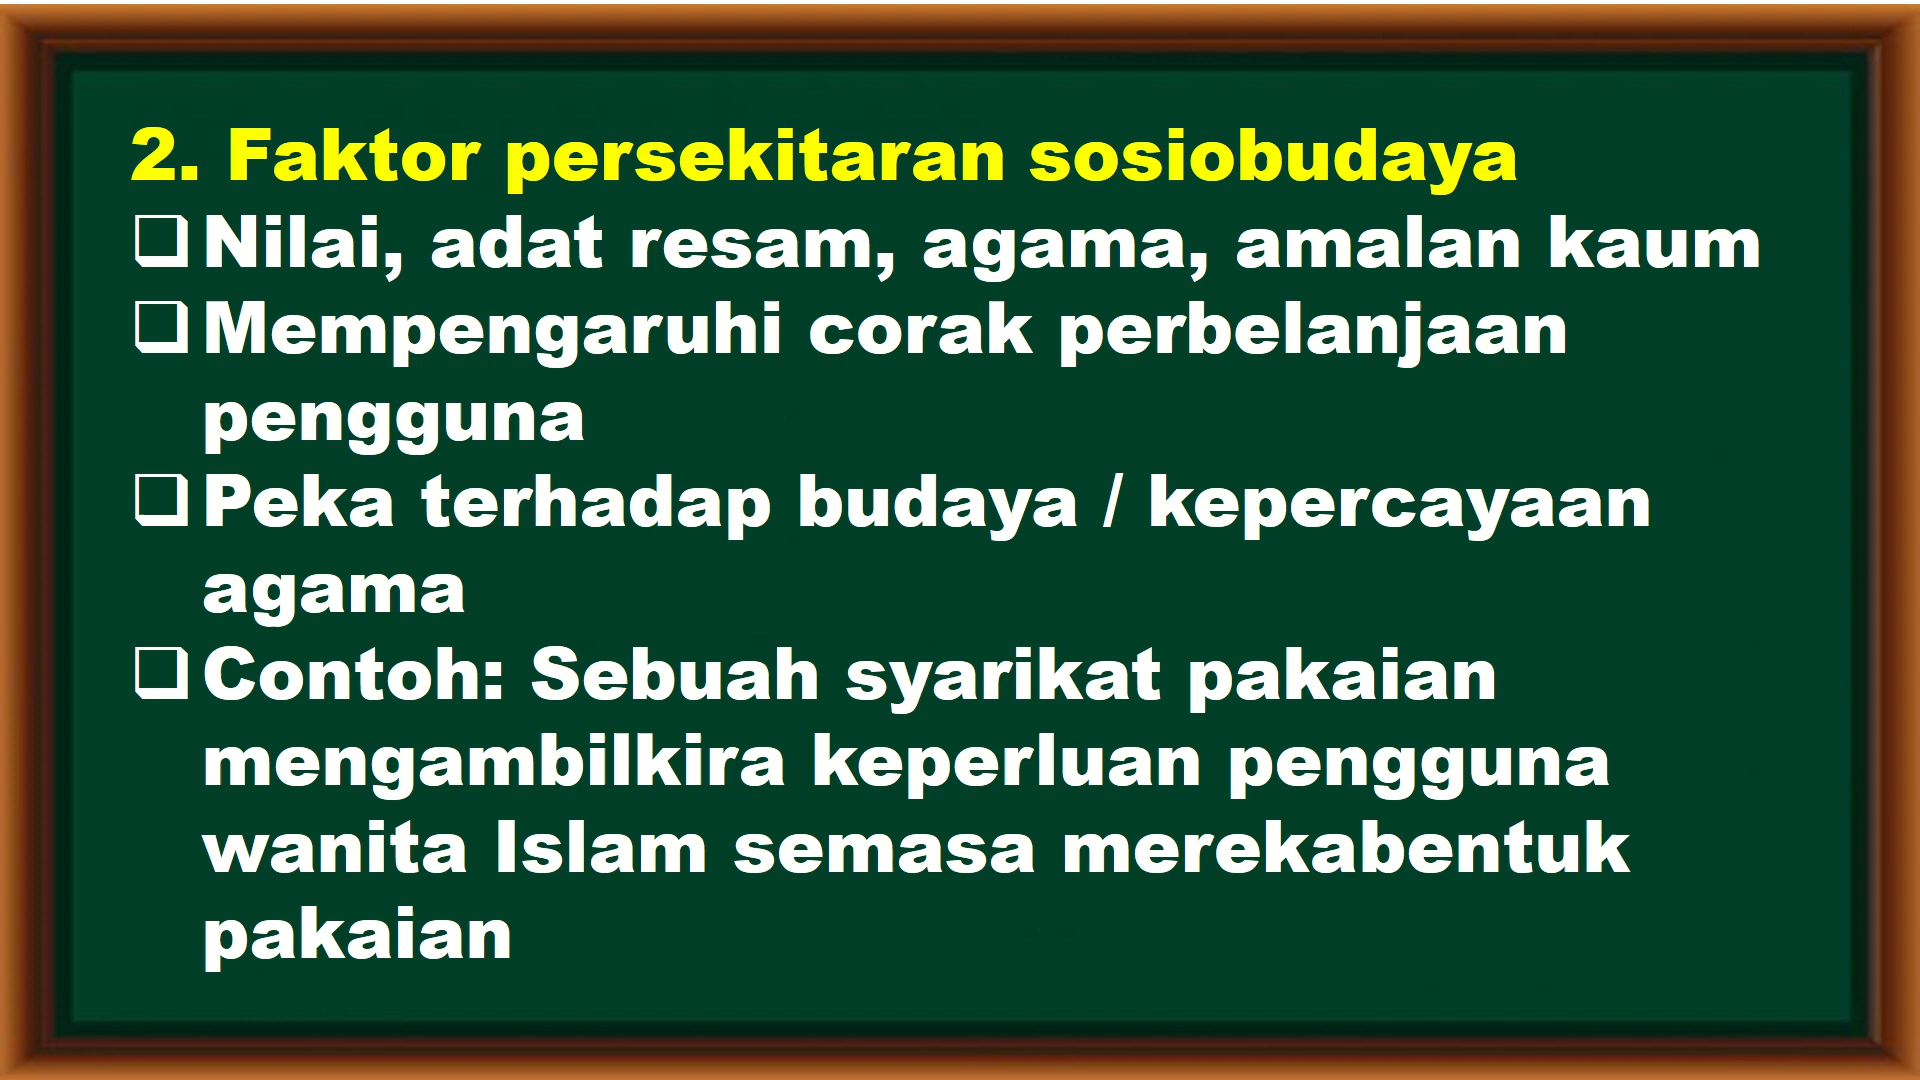 2. Faktor persekitaran sosiobudaya
❑ Nilai, adat resam, agama, amalan kaum
❑ Mempengaruhi corak perbelanjaan
pengguna
❑ Peka terhadap budaya / kepercayaan
agama
❑ Contoh: Sebuah syarikat pakaian
mengambilkira keperluan pengguna
wanita Islam semasa merekabentuk
pakaian